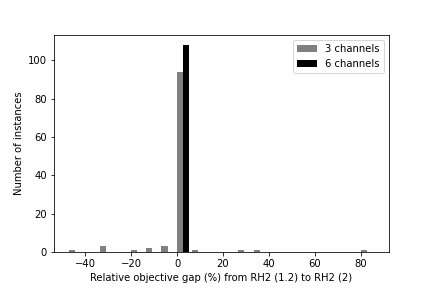 3 channels
6 channels
Number of instances
100
80
60
40
20
0
−40 −20 0 20 40 60 80
Relative objective gap (%) from RH2 (1.2) to RH2 (2)